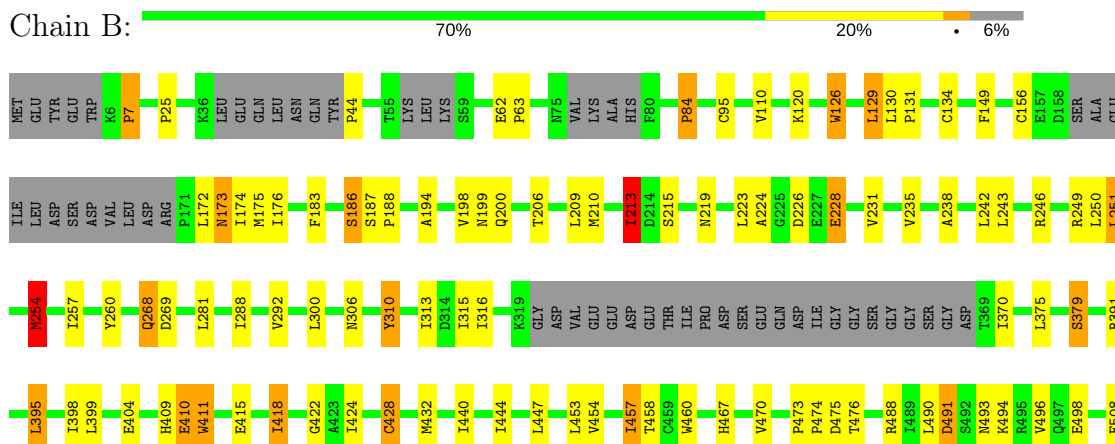 Chain B:
70% 20% • 6%
MET GLU TYR GLU TRP K6 P7 P25 K36 LEU GLU GLN LEU ASN GLN TYR P44 T55 LYS LEU LYS S59 E62 P63 N75 VAL LYS ALA HIS F80 P84 C95 V110 K120 W126 L129 L130 P131 C134 F149 C156 E157 D158 SER ALA GLU
ILE LEU ASP SER ASP VAL LEU ASP ARG P171 L172 N173 I174 M175 I176 F183 S186 S187 P188 A194 V198 N199 Q200 T206 L209 M210 I213 D214 S215 N219 L223 A224 G225 D226 E227 E228 V231 V235 A238 L242 L243 R246 R249 L250
M254 I257 Y260 Q268 D269 L281 I288 V292 L300 N306 Y310 I313 D314 I315 I316 K319 GLY ASP VAL GLU GLU ASP GLU THR ILE PRO ASP SER GLU GLN ASP ILE GLY GLY SER GLY GLY SER GLY ASP T369 I370 L375 S379
L395 I398 L399 E404 H409 E410 W411 E415 I418 G422 A423 I424 C428 M432 I440 I444 L447 L453 V454 I457 T458 C459 W460 H467 V470 P473 P474 D475 T476 R488 I489 L490 D491 S492 N493 K494 R495 V496 Q497 E498